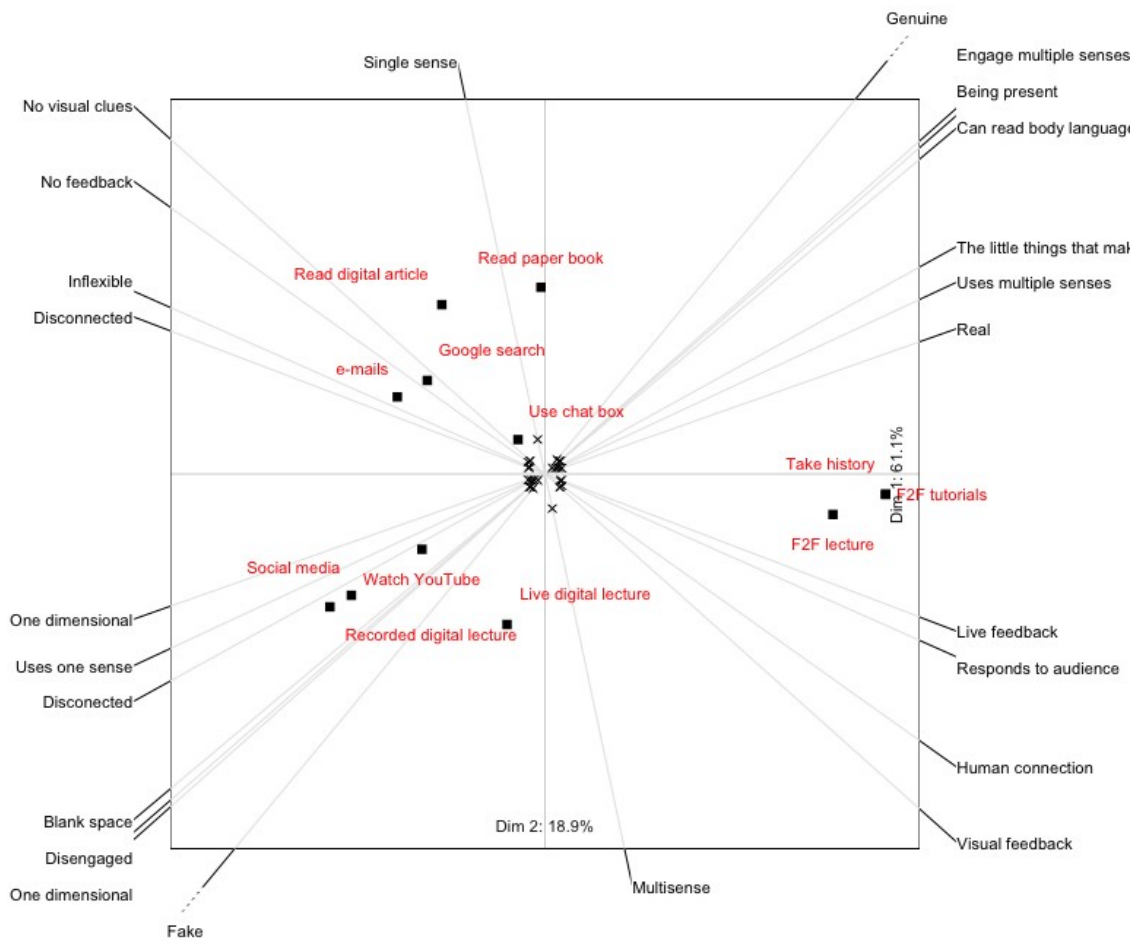 Genuine
Single sense
Engage multiple senses
Being present
No visual clues
Can read body language
No feedback
The little things that mak
Read paper book
Read digital article
Inflexible
Uses multiple senses
Disconnected
Real
Google search
e-mails
Use chat box
Dim 1: 61.1%
Take history
F2F tutorials
F2F lecture
Social media
Watch YouTube
Live digital lecture
One dimensional
Recorded digital lecture
Live feedback
Uses one sense
Responds to audience
Disconected
Human connection
Blank space
Dim 2: 18.9%
Visual feedback
Disengaged
Multisense
One dimensional
Fake